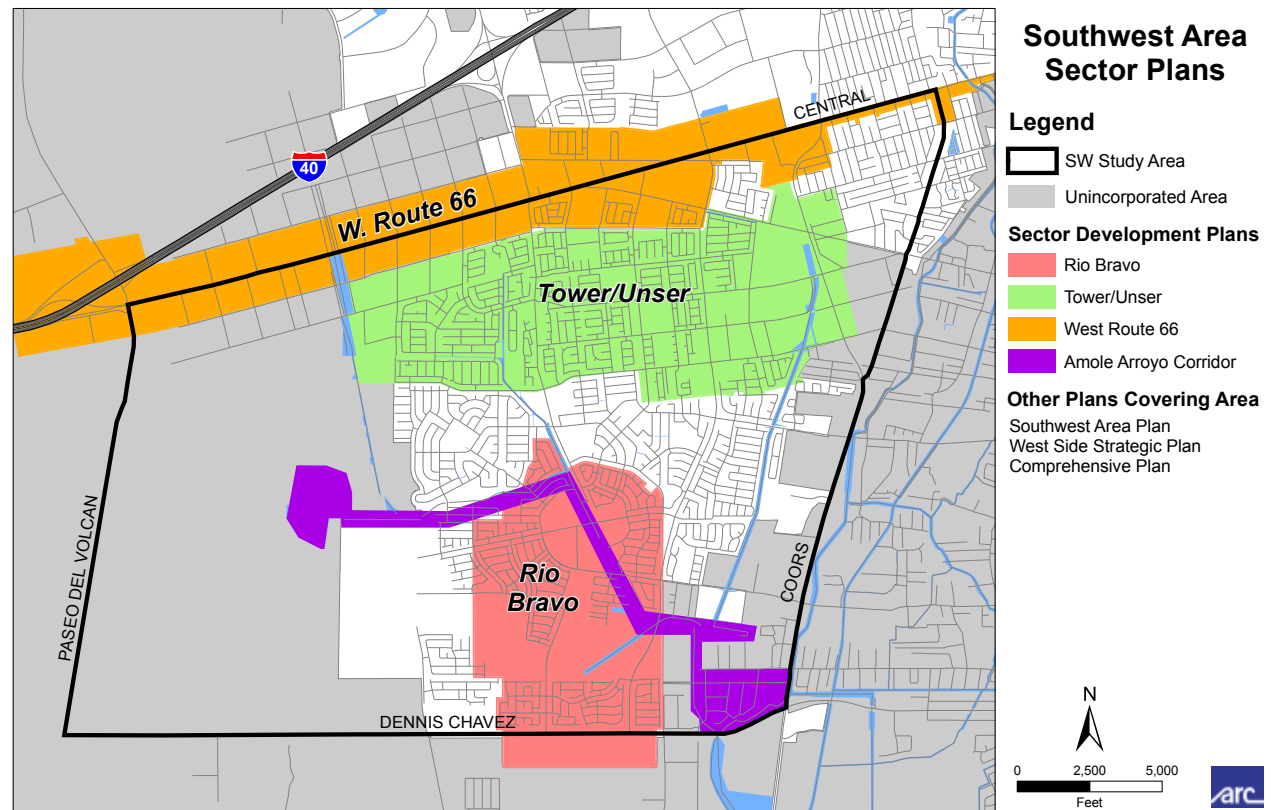 Southwest Area
Sector Plans
Legend
SW Study Area
Unincorporated Area
Sector Development Plans
Rio Bravo
Tower/Unser
West Route 66
Amole Arroyo Corridor
Other Plans Covering Area
Southwest Area Plan
West Side Strategic Plan
Comprehensive Plan
CENTRAL
40
W. Route 66
Tower/Unser
PASEO DEL VOLCAN
COORS
Rio
Bravo
DENNIS CHAVEZ
N
0 2,500 5,000
Feet
arc